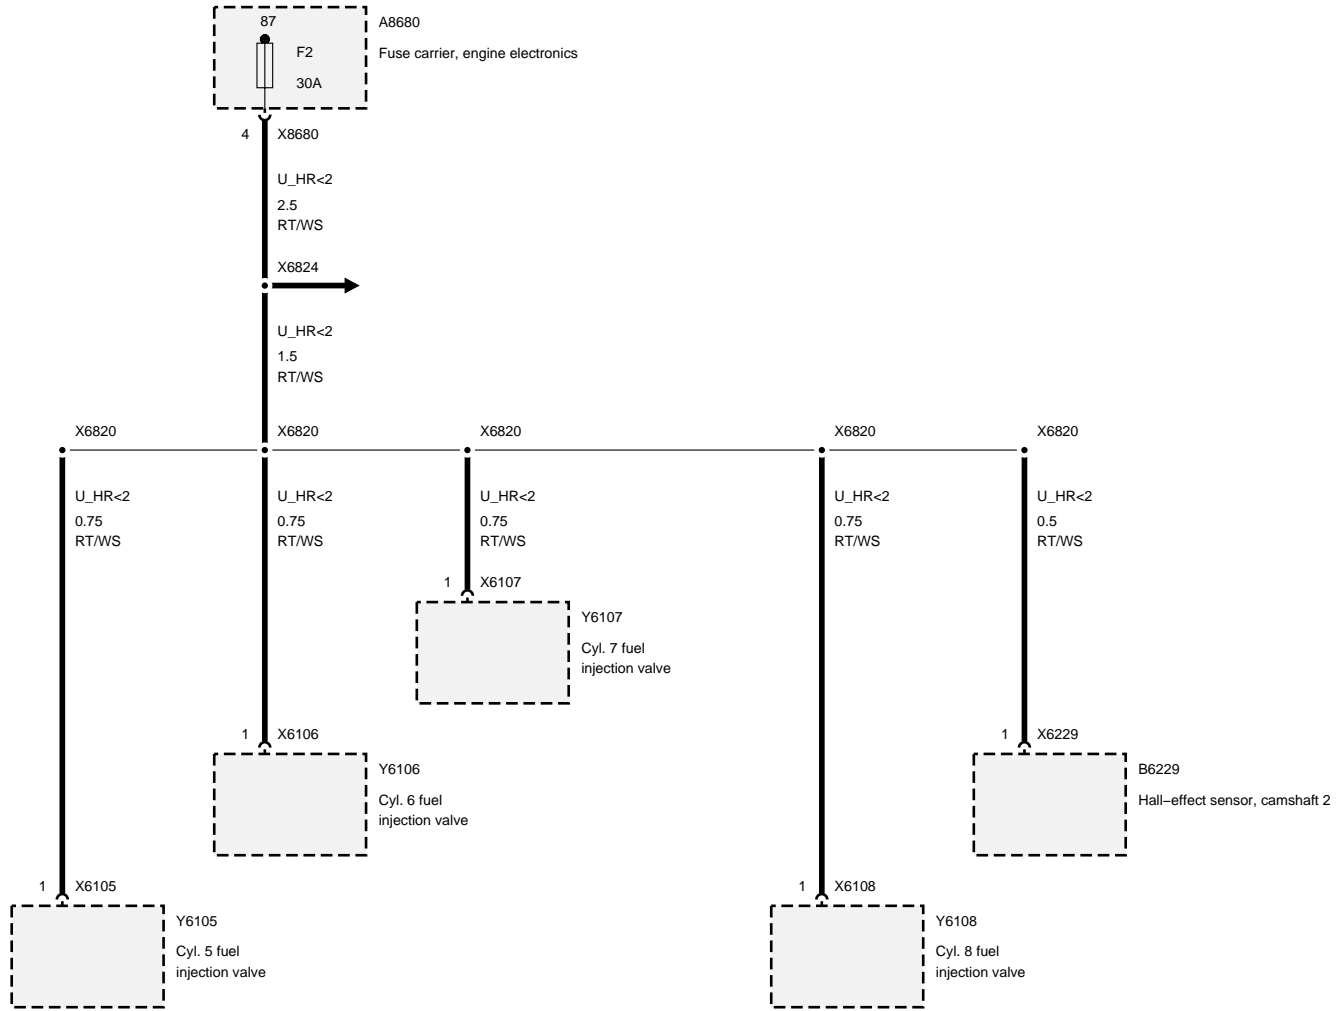 87
A8680
F2
Fuse carrier, engine electronics
30A
4
X8680
U_HR<2
2.5
RT/WS
X6824
U_HR<2
1.5
RT/WS
X6820
X6820
X6820
X6820
X6820
U_HR<2
U_HR<2
U_HR<2
U_HR<2
U_HR<2
0.75
0.75
0.75
0.75
0.5
RT/WS
RT/WS
RT/WS
RT/WS
RT/WS
1
X6107
Y6107
Cyl. 7 fuel
injection valve
1
X6106
1
X6229
Y6106
Cyl. 6 fuel
injection valve
B6229
Hall−effect sensor, camshaft 2
1
X6105
1
X6108
Y6105
Cyl. 5 fuel
injection valve
Y6108
Cyl. 8 fuel
injection valve